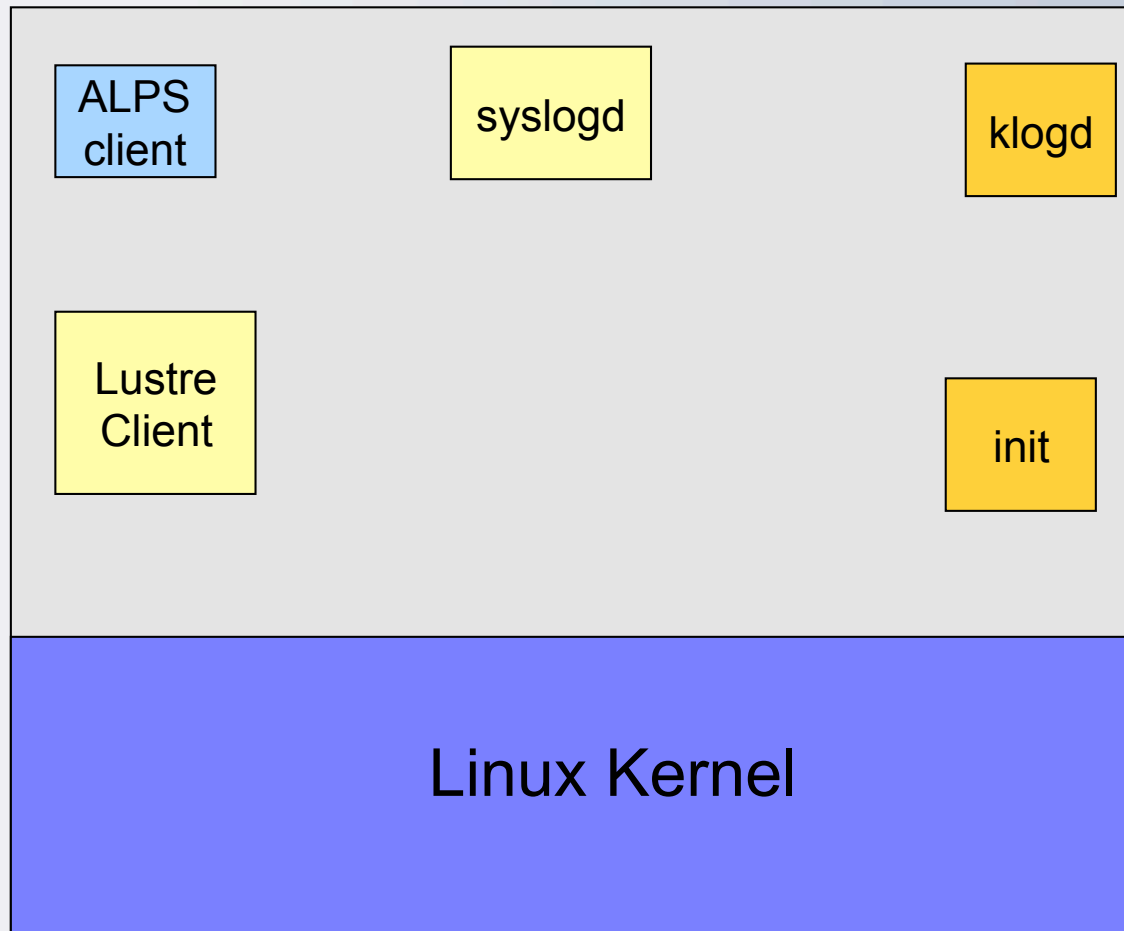 ALPS
client
syslogd
klogd
Lustre
Client
init
Linux Kernel